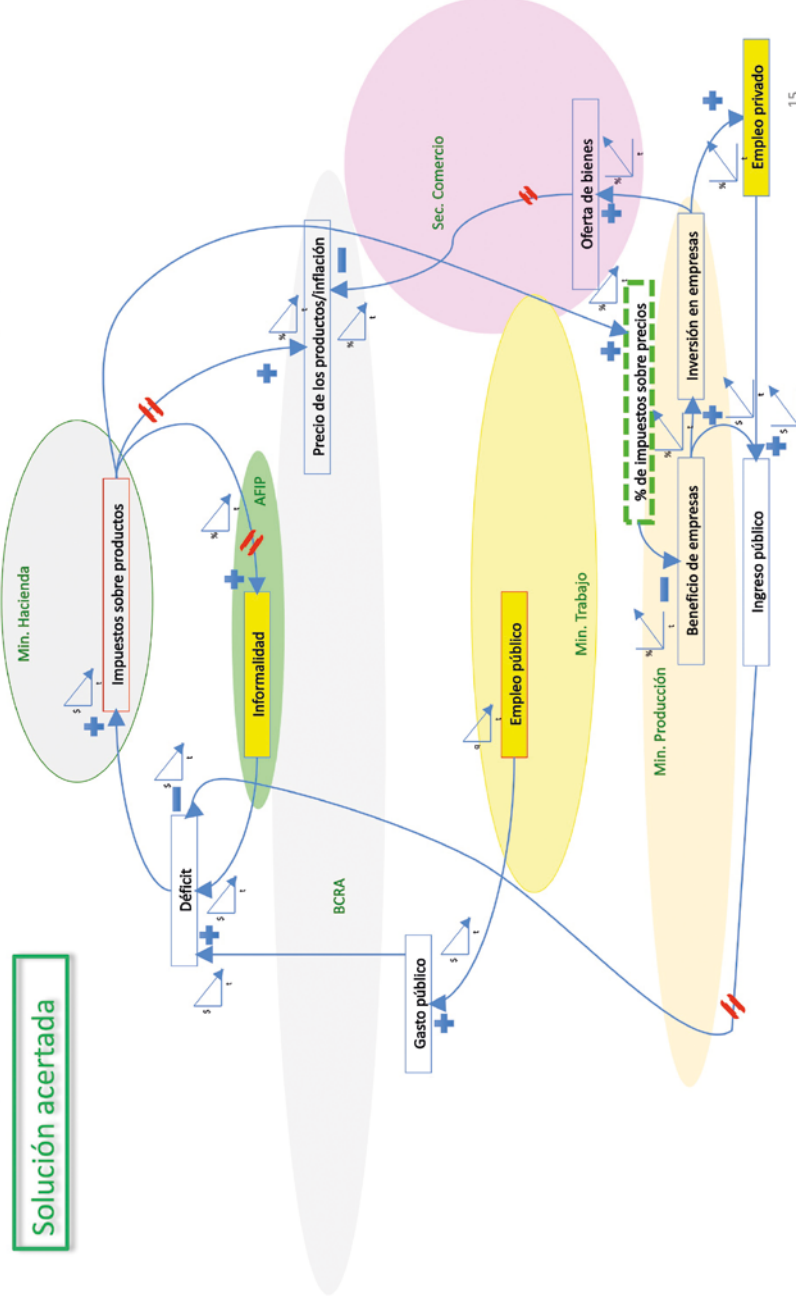 Solución acertada
Min. Hacienda
$
t
Impuestos sobre productos
$
t
Déficit
$
t
$
t
%
t
AFIP
Informalidad
%
t
Precio de los productos/inflación
%
t
BCRA
Gasto público
$
t
Sec. Comercio
q
t
Empleo público
Min. Trabajo
Oferta de bienes
%
t
%
t
% de impuestos sobre precios
Min. Producción
%
t
Beneficio de empresas
%
t
Inversión en empresas
%
t
$
t
Ingreso público
Empleo privado
$
15